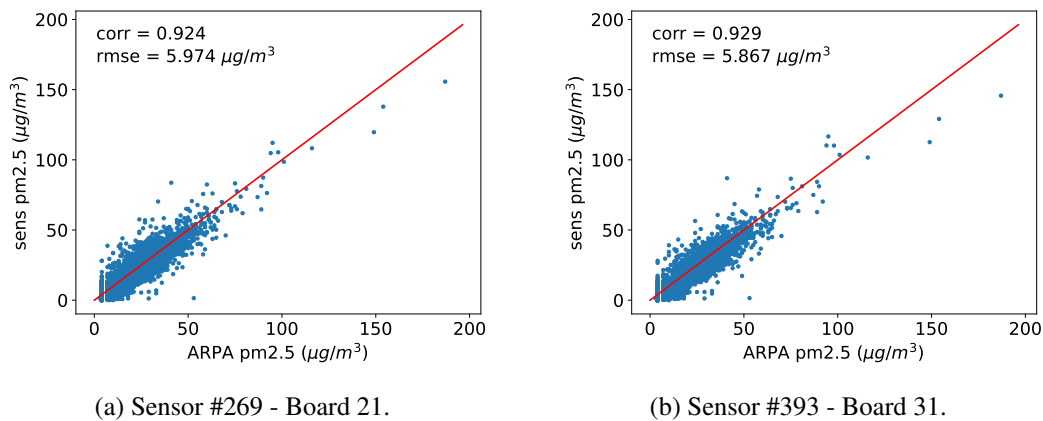 corr = 0.924
rmse = 5.974 μg/m³
sens pm2.5 (μg/m³)
200
150
100
50
0
0 50 100 150 200
ARPA pm2.5 (μg/m³)
(a) Sensor #269 - Board 21.
corr = 0.929
rmse = 5.867 μg/m³
sens pm2.5 (μg/m³)
200
150
100
50
0
0 50 100 150 200
ARPA pm2.5 (μg/m³)
(b) Sensor #393 - Board 31.